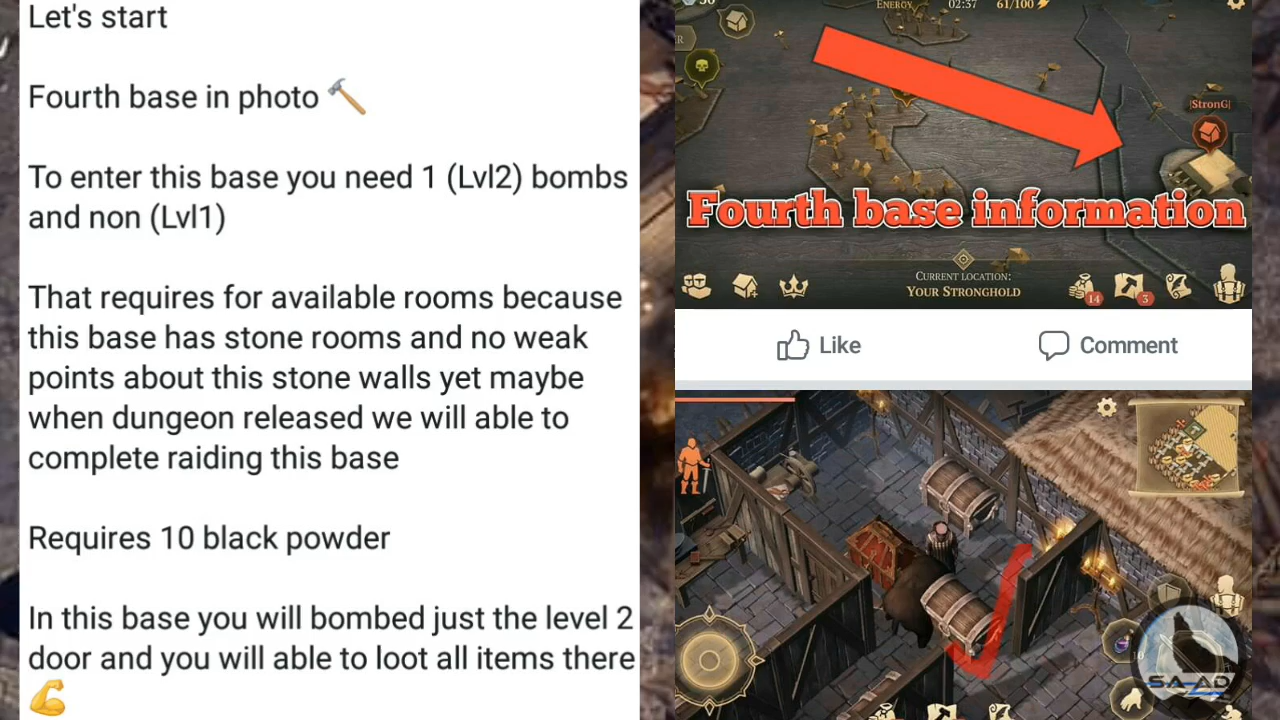 Let's start
Fourth base in photo 🔨
To enter this base you need 1 (Lvl2) bombs
and non (Lvl1)
That requires for available rooms because
this base has stone rooms and no weak
points about this stone walls yet maybe
when dungeon released we will able to
complete raiding this base
Requires 10 black powder
In this base you will bombed just the level 2
door and you will able to loot all items there
💪
ENERGY 02:37 61/100
|StronG|
Fourth base information
CURRENT LOCATION:
YOUR STRONGHOLD
14
3
Like
Comment
SA-AD